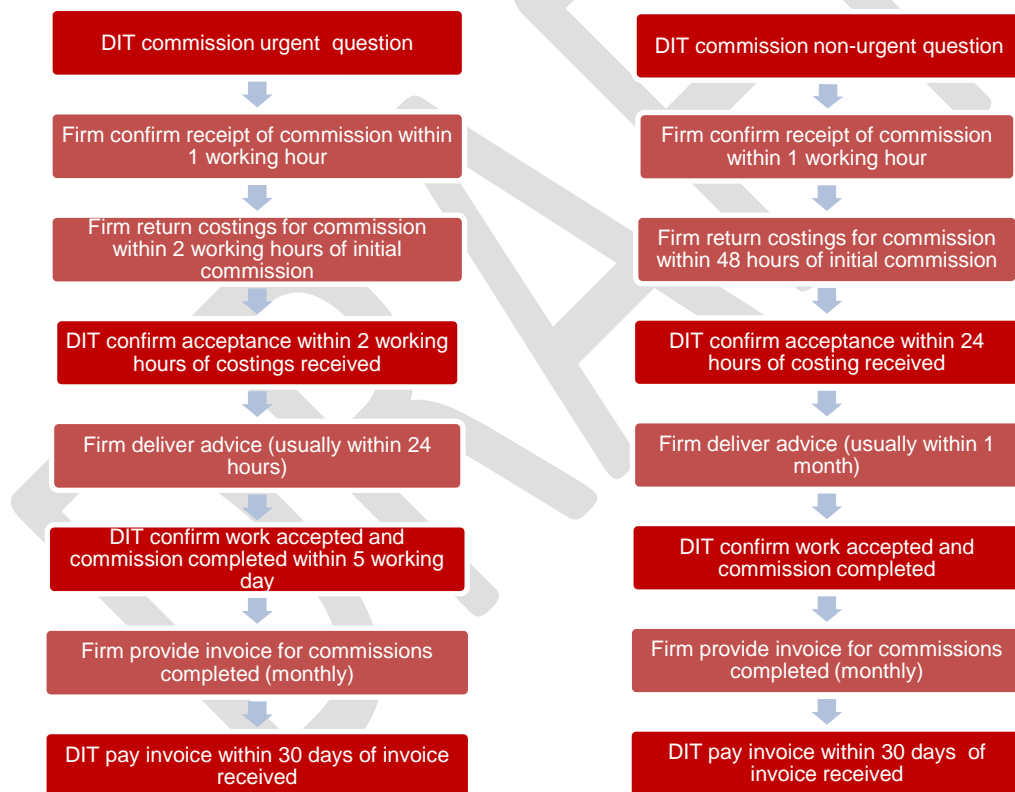 DIT commission urgent  question
Firm confirm receipt of commission within
1 working hour
Firm return costings for commission
within 2 working hours of initial
commission
DIT confirm acceptance within 2 working
hours of costings received
Firm deliver advice (usually within 24
hours)
DIT confirm work accepted and
commission completed within 5 working
day
Firm provide invoice for commissions
completed (monthly)
DIT pay invoice within 30 days of invoice
received
DIT commission non-urgent question
Firm confirm receipt of commission
within 1 working hour
Firm return costings for commission
within 48 hours of initial commission
DIT confirm acceptance within 24
hours of costing received
Firm deliver advice (usually within 1
month)
DIT confirm work accepted and
commission completed
Firm provide invoice for commissions
completed (monthly)
DIT pay invoice within 30 days  of
invoice received